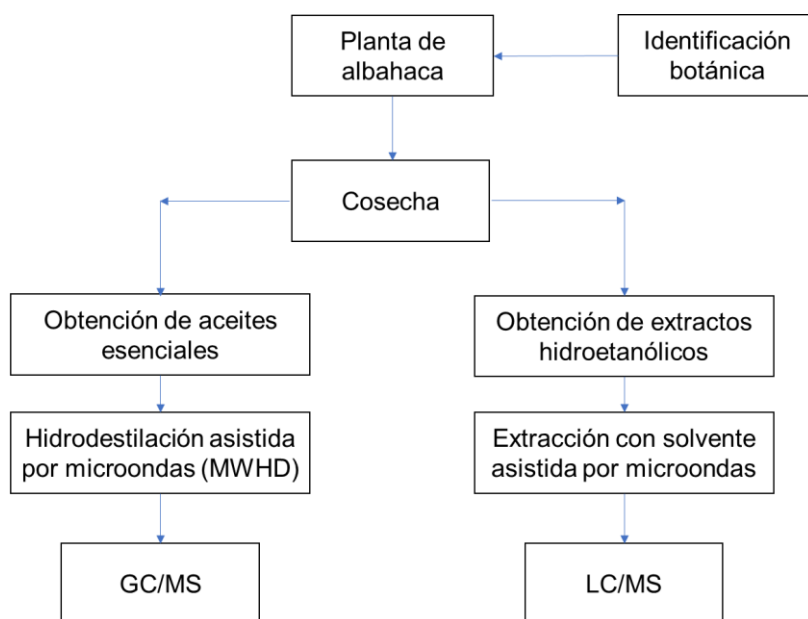 Planta de
albahaca
Identificación
botánica
Cosecha
Obtención de aceites
esenciales
Obtención de extractos
hidroetanólicos
Hidrodestilación asistida
por microondas (MWHD)
Extracción con solvente
asistida por microondas
GC/MS
LC/MS